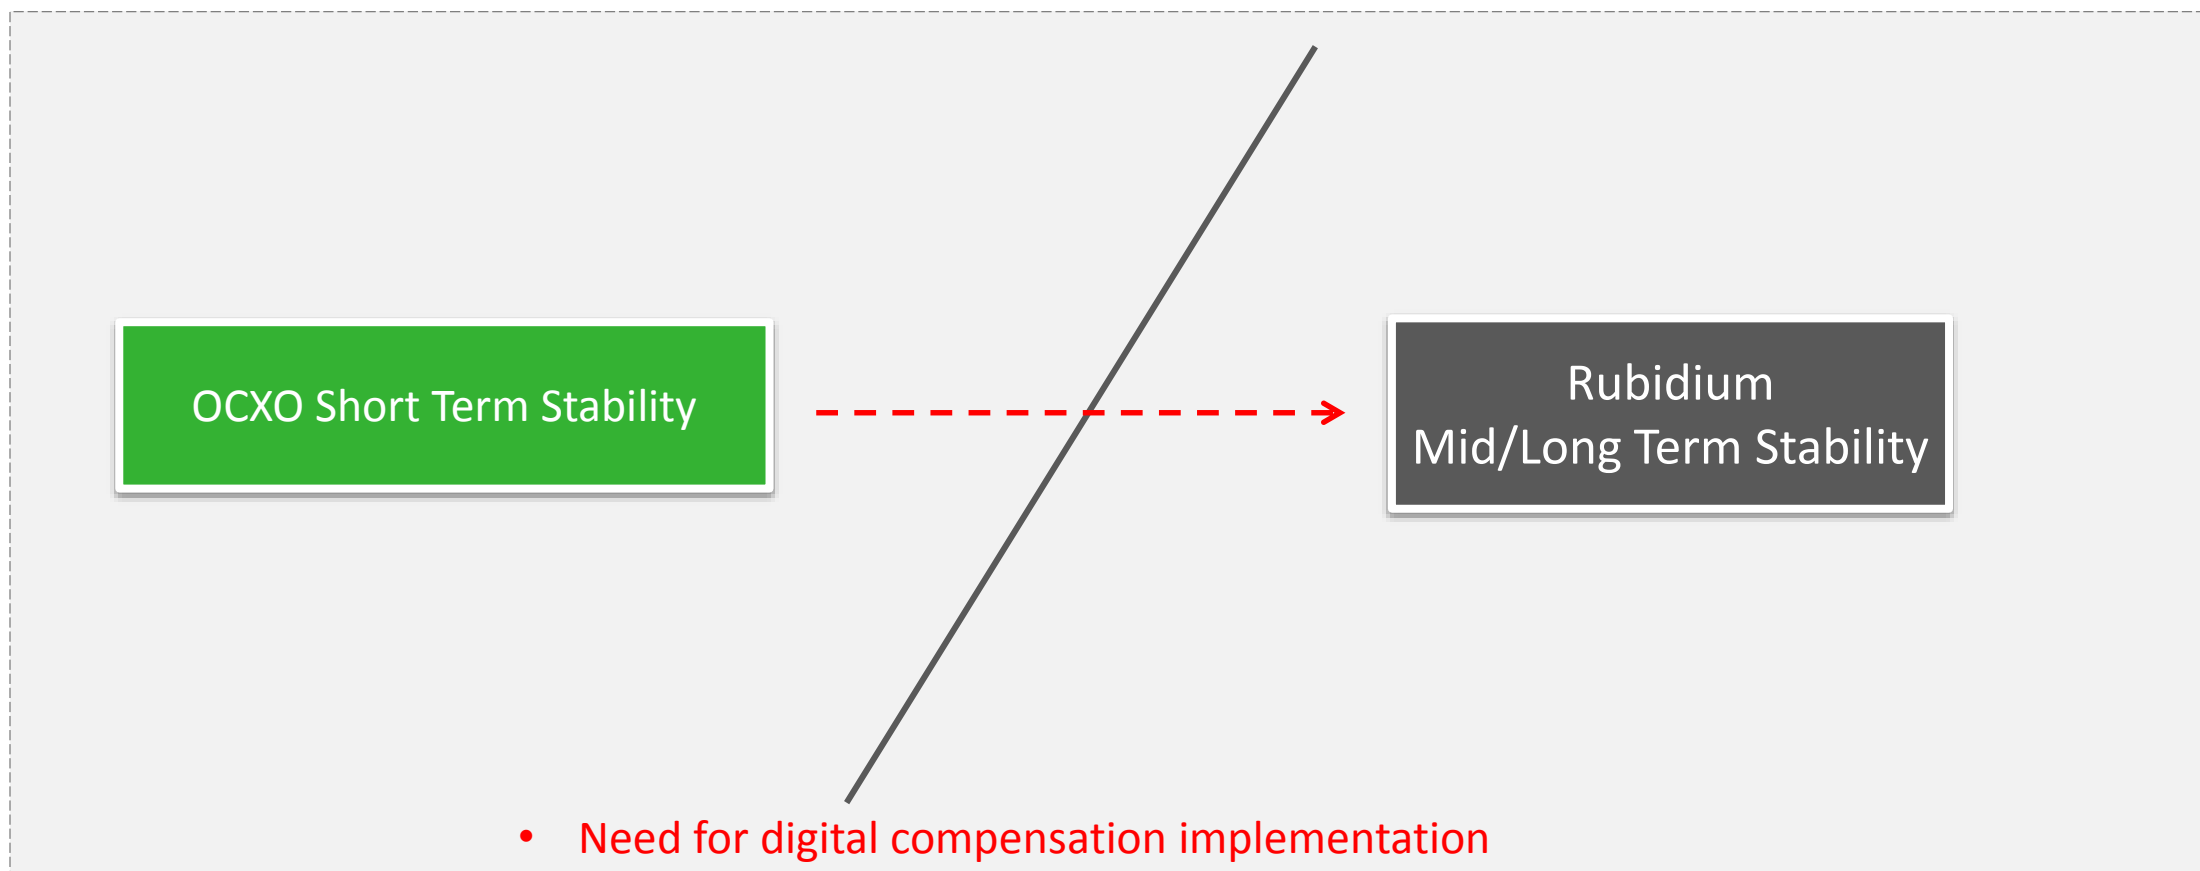 OCXO Short Term Stability
Rubidium
Mid/Long Term Stability
• Need for digital compensation implementation